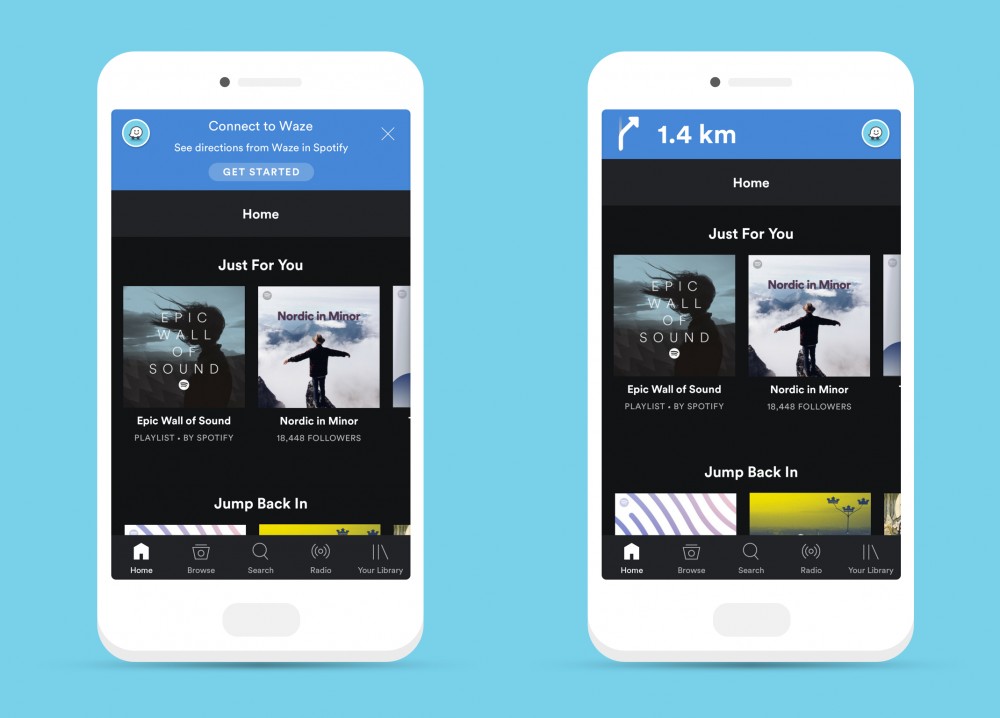 Connect to Waze
See directions from Waze in Spotify
GET STARTED
Home
Just For You
EPIC
WALL
OF
SOUND
Nordic in Minor
Epic Wall of Sound
Nordic in Minor
PLAYLIST • BY SPOTIFY
18,448 FOLLOWERS
Jump Back In
Home
Browse
Search
Radio
Your Library
1.4 km
Home
Just For You
EPIC
WALL
OF
SOUND
Nordic in Minor
Epic Wall of Sound
Nordic in Minor
PLAYLIST • BY SPOTIFY
18,448 FOLLOWERS
Jump Back In
Home
Browse
Search
Radio
Your Library